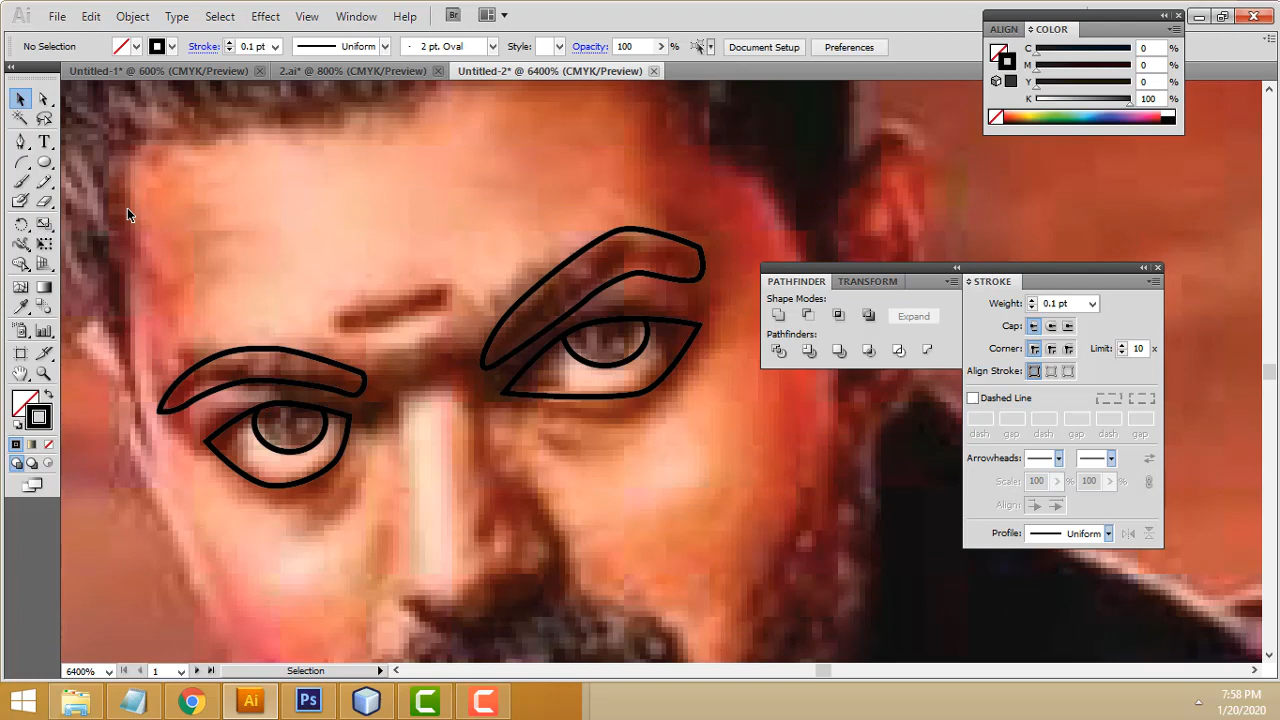 Ai File Edit Object Type Select Effect View Window Help Br
ALIGN COLOR
No Selection Stroke: 0.1 pt Uniform 2 pt. Oval Style: Opacity: 100 % Document Setup Preferences
C 0 %
M 0 %
Y 0 %
K 100 %
Untitled-1* @ 600% (CMYK/Preview) 2.ai* @ 800% (CMYK/Preview) Untitled-2* @ 6400% (CMYK/Preview)
T
PATHFINDER TRANSFORM
Shape Modes:
Expand
Pathfinders:
STROKE
Weight: 0.1 pt
Cap:
Corner: Limit: 10 x
Align Stroke:
Dashed Line
dash gap dash gap dash gap
Arrowheads:
Scale: 100 % 100 %
Align:
Profile: Uniform
6400% 1 Selection
Ai Ps C C
7:58 PM
1/20/2020